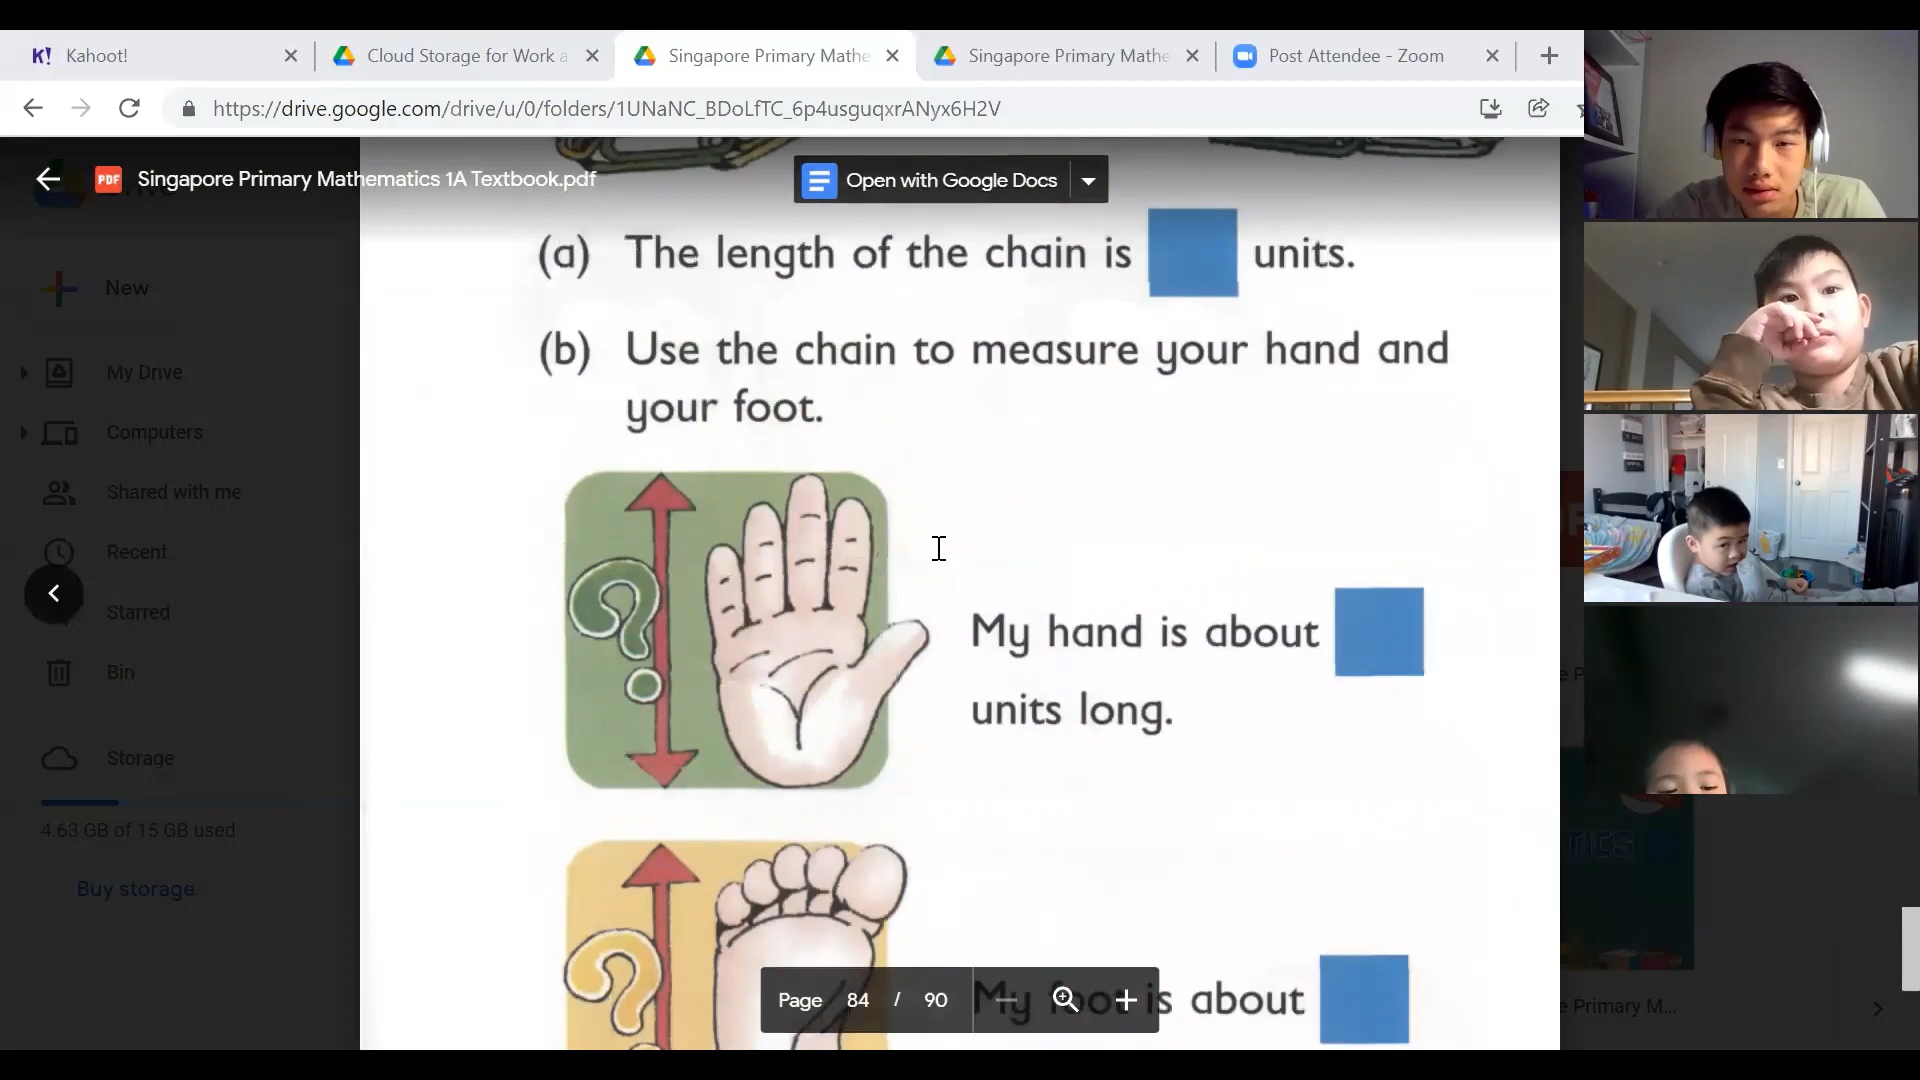 Kahoot!
Cloud Storage for Work a
Singapore Primary Mathe
Singapore Primary Mathe
Post Attendee - Zoom
https://drive.google.com/drive/u/0/folders/1UNaNC_BDoLfTC_6p4usguqxrANyx6H2V
PDF
Singapore Primary Mathematics 1A Textbook.pdf
Open with Google Docs
New
My Drive
Computers
Shared with me
Recent
Starred
Bin
Storage
4.63 GB of 15 GB used
Buy storage
(a) The length of the chain is units.
(b) Use the chain to measure your hand and
your foot.
?
My hand is about
units long.
?
My foot is about
Page 84 / 90
e Primary M...